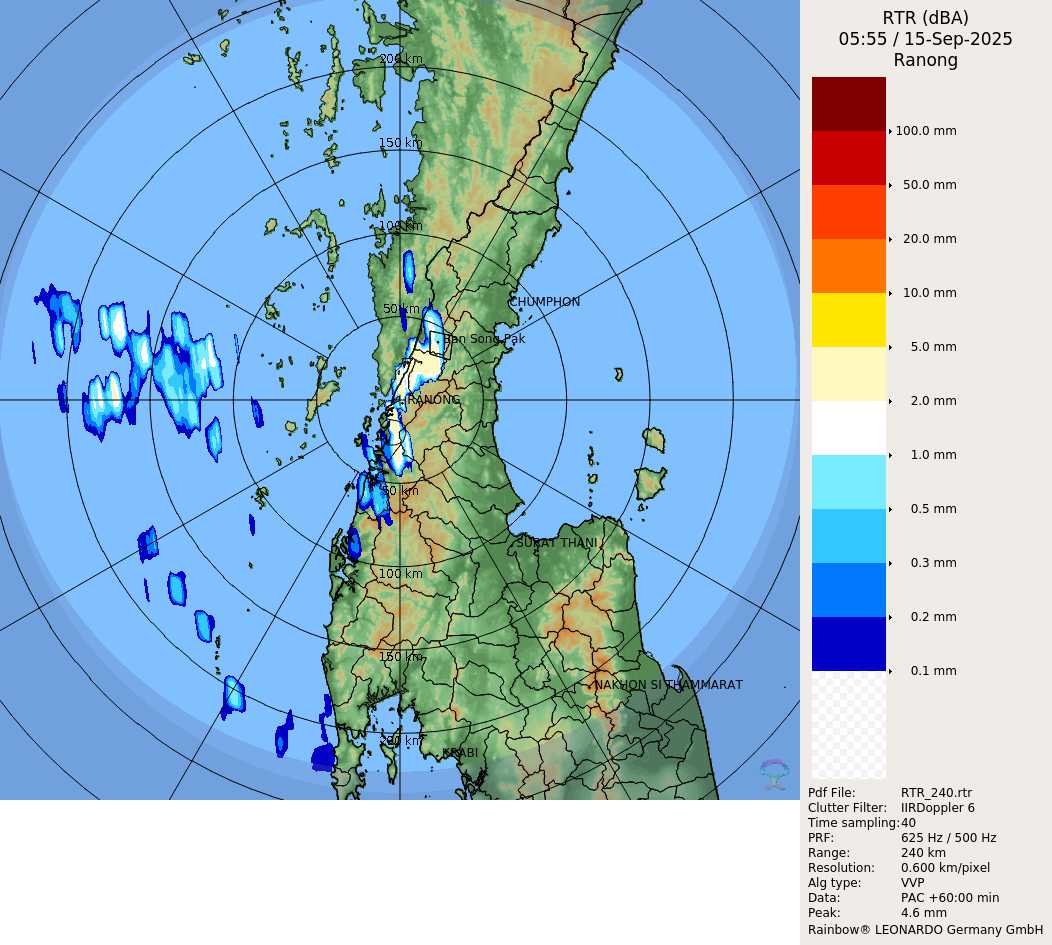 RTR (dBA)
05:55 / 15-Sep-2025
Ranong
200 km
150 km
100 km
50 km
CHUMPHON
Ban Song Pak
RANONG
50 km
SURAT THANI
100 km
150 km
NAKHON SI THAMMARAT
200 km
KRABI
100.0 mm
50.0 mm
20.0 mm
10.0 mm
5.0 mm
2.0 mm
1.0 mm
0.5 mm
0.3 mm
0.2 mm
0.1 mm
Pdf File: RTR_240.rtr
Clutter Filter: IIRDoppler 6
Time sampling:40
PRF: 625 Hz / 500 Hz
Range: 240 km
Resolution: 0.600 km/pixel
Alg type: VVP
Data: PAC +60:00 min
Peak: 4.6 mm
Rainbow® LEONARDO Germany GmbH